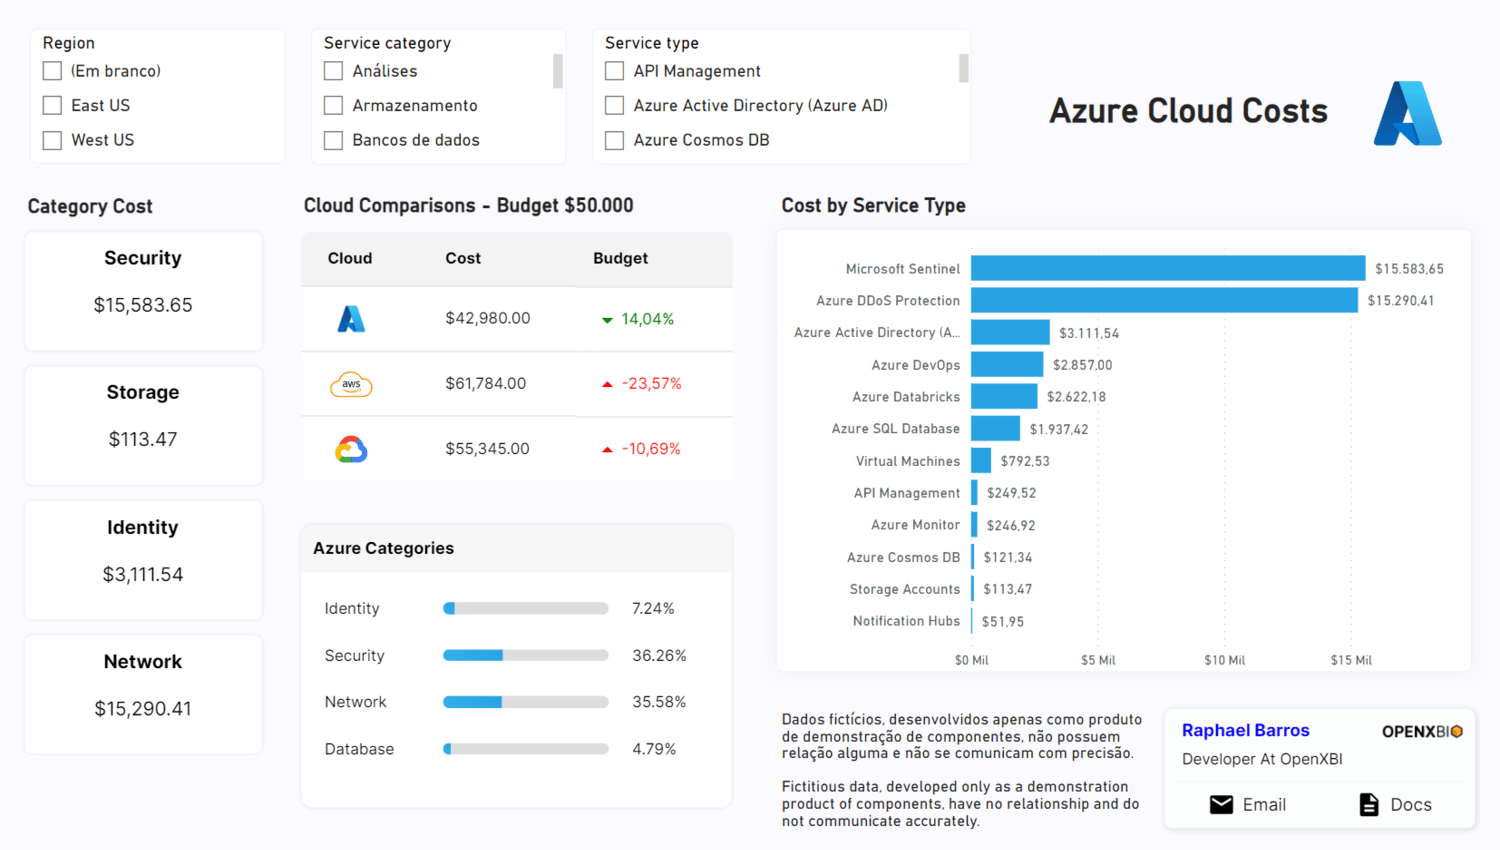 Region
(Em branco)
East US
West US
Service category
Análises
Armazenamento
Bancos de dados
Service type
API Management
Azure Active Directory (Azure AD)
Azure Cosmos DB
Azure Cloud Costs
Category Cost
Security
$15,583.65
Storage
$113.47
Identity
$3,111.54
Network
$15,290.41
Cloud Comparisons - Budget $50.000
Cloud Cost Budget
$42,980.00 14,04%
aws $61,784.00 -23,57%
$55,345.00 -10,69%
Azure Categories
Identity 7.24%
Security 36.26%
Network 35.58%
Database 4.79%
Cost by Service Type
Microsoft Sentinel $15.583,65
Azure DDoS Protection $15.290,41
Azure Active Directory (A... $3.111,54
Azure DevOps $2.857,00
Azure Databricks $2.622,18
Azure SQL Database $1.937,42
Virtual Machines $792,53
API Management $249,52
Azure Monitor $246,92
Azure Cosmos DB $121,34
Storage Accounts $113,47
Notification Hubs $51,95
$0 Mil $5 Mil $10 Mil $15 Mil
Dados fictícios, desenvolvidos apenas como produto
de demonstração de componentes, não possuem
relação alguma e não se comunicam com precisão.
Fictitious data, developed only as a demonstration
product of components, have no relationship and do
not communicate accurately.
Raphael Barros
OPENXBI
Developer At OpenXBI
Email
Docs